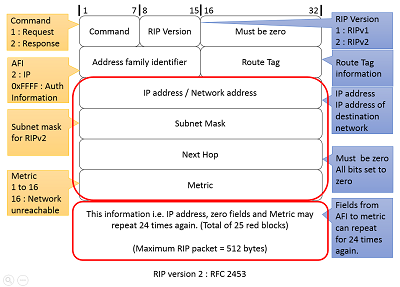 Command
1 : Request
2 : Response
1
7
8
15
16
32
RIP Version
1 : RIPv1
2 : RIPv2
Command
RIP Version
Must be zero
AFI
2 : IP
0xFFFF : Auth
Information
Address family identifier
Route Tag
Route Tag
information
IP address / Network address
IP address
IP address of
destination
network
Subnet mask
for RIPv2
Subnet Mask
Next Hop
Must be zero
All bits set to
zero
Metric
1 to 16
16 : Network
unreachable
Metric
This information i.e. IP address, zero fields and Metric may
repeat 24 times again. (Total of 25 red blocks)
(Maximum RIP packet = 512 bytes)
Fields from
AFI to metric
can repeat
for 24 times
again.
RIP version 2 : RFC 2453